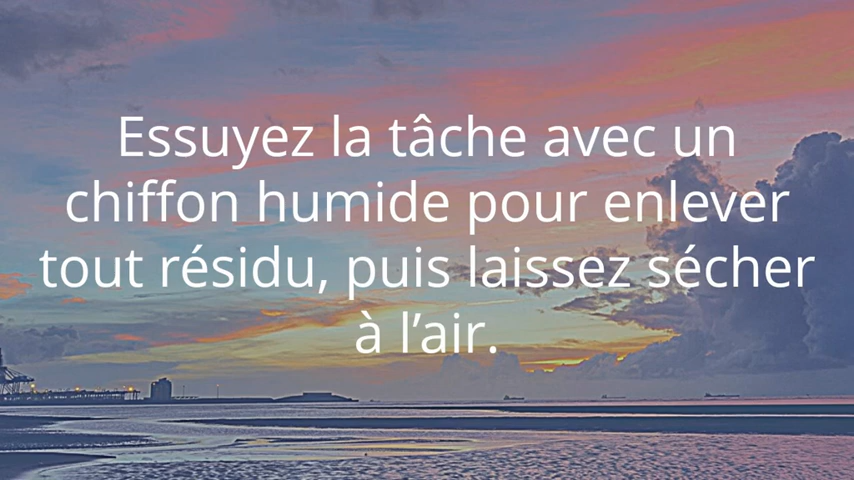 Essuyez la tâche avec un
chiffon humide pour enlever
tout résidu, puis laissez sécher
à l’air.